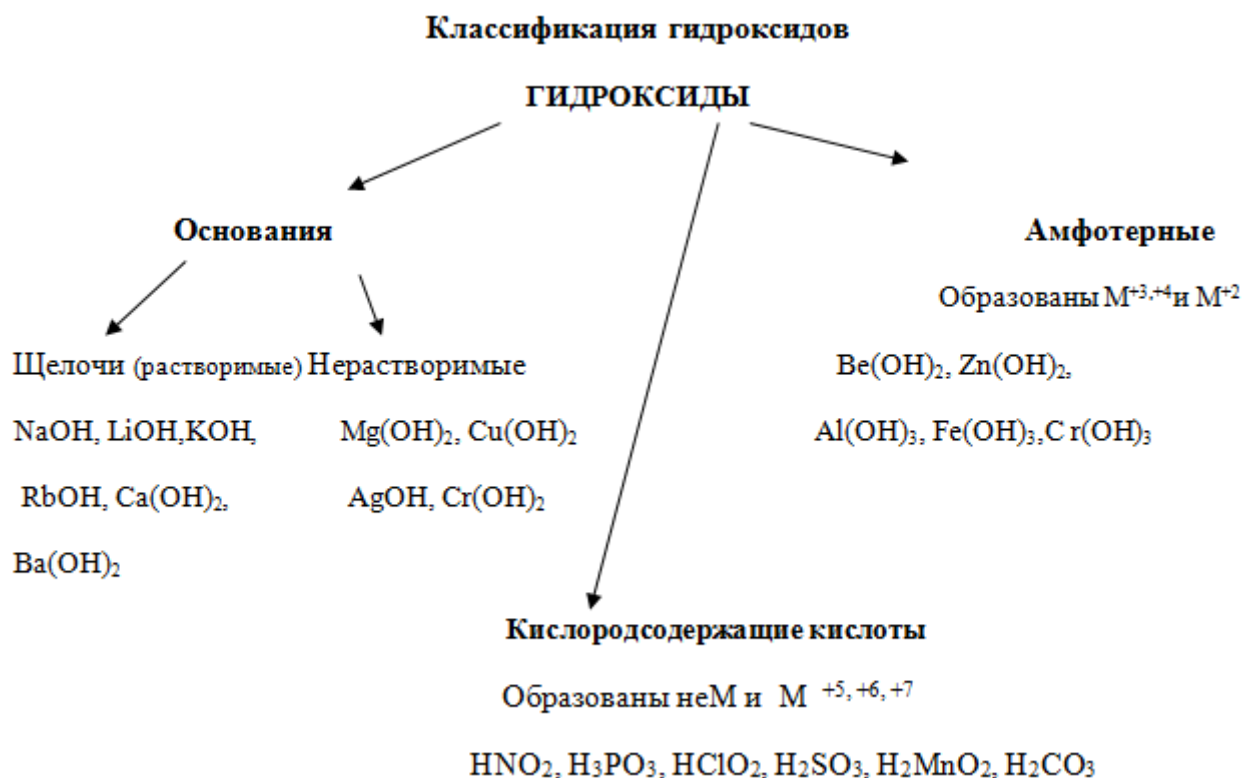 Классификация гидроксидов
ГИДРОКСИДЫ
Основания
Амфотерные
Образованы M⁺³,⁺⁴и M⁺²
Щелочи (растворимые) Нерастворимые
Be(OH)₂, Zn(OH)₂,
NaOH, LiOH,KOH,
Mg(OH)₂, Cu(OH)₂
Al(OH)₃, Fe(OH)₃,C r(OH)₃
RbOH, Ca(OH)₂,
AgOH, Cr(OH)₂
Ba(OH)₂
Кислородсодержащие кислоты
Образованы неМ и М ⁺⁵, ⁺⁶, ⁺⁷
HNO₂, H₃PO₃, HClO₂, H₂SO₃, H₂MnO₂, H₂CO₃